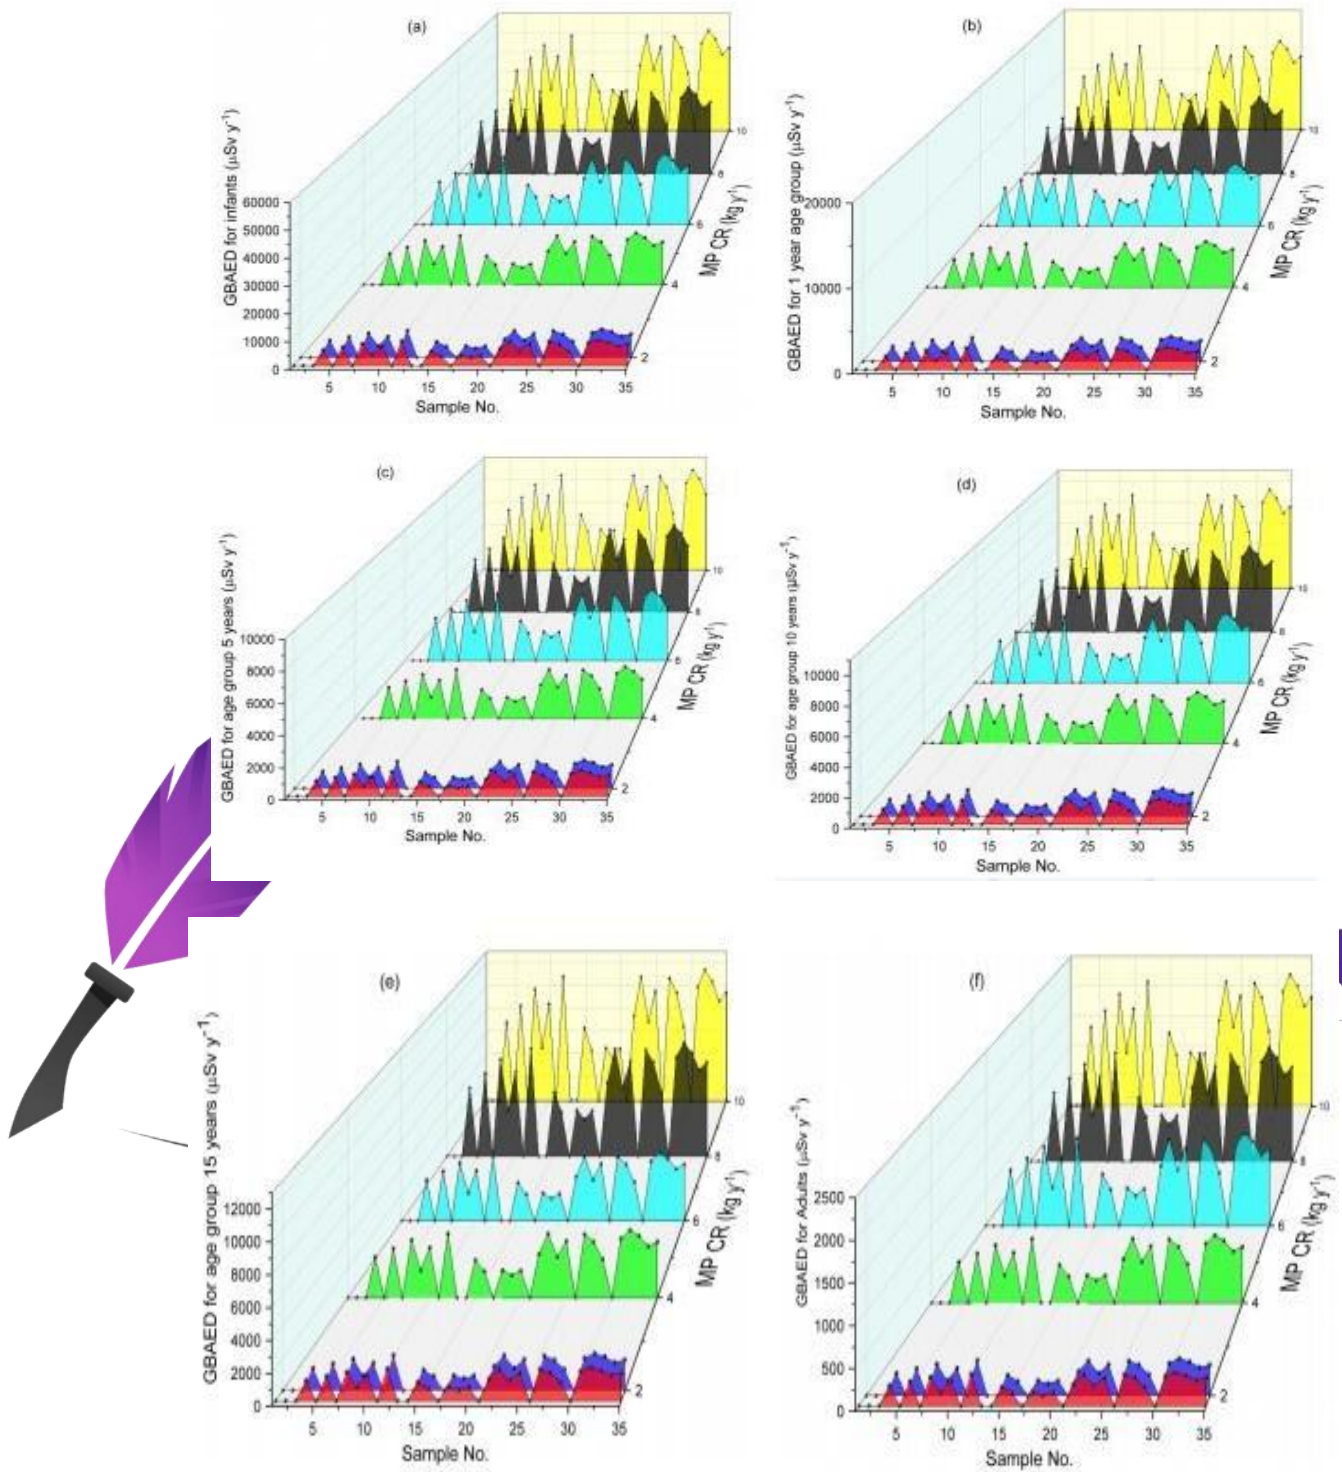 (a)
GBAED for infants (µSv y⁻¹)
60000
50000
40000
30000
20000
10000
0
5 10 15 20 25 30 35
Sample No.
2
4
6
8
10
MP CR (kg y⁻¹)
(b)
GBAED for 1 year age group (µSv y⁻¹)
20000
10000
0
5 10 15 20 25 30 35
Sample No.
2
4
6
8
10
MP CR (kg y⁻¹)
(c)
GBAED for age group 5 years (µSv y⁻¹)
10000
8000
6000
4000
2000
0
5 10 15 20 25 30 35
Sample No.
2
4
6
8
10
MP CR (kg y⁻¹)
(d)
GBAED for age group 10 years (µSv y⁻¹)
10000
8000
6000
4000
2000
0
5 10 15 20 25 30 35
Sample No.
2
4
6
8
10
MP CR (kg y⁻¹)
(e)
GBAED for age group 15 years (µSv y⁻¹)
12000
10000
8000
6000
4000
2000
0
5 10 15 20 25 30 35
Sample No.
2
4
6
8
10
MP CR (kg y⁻¹)
(f)
GBAED for Adults (µSv y⁻¹)
2500
2000
1500
1000
500
0
5 10 15 20 25 30 35
Sample No.
2
4
6
8
10
MP CR (kg y⁻¹)